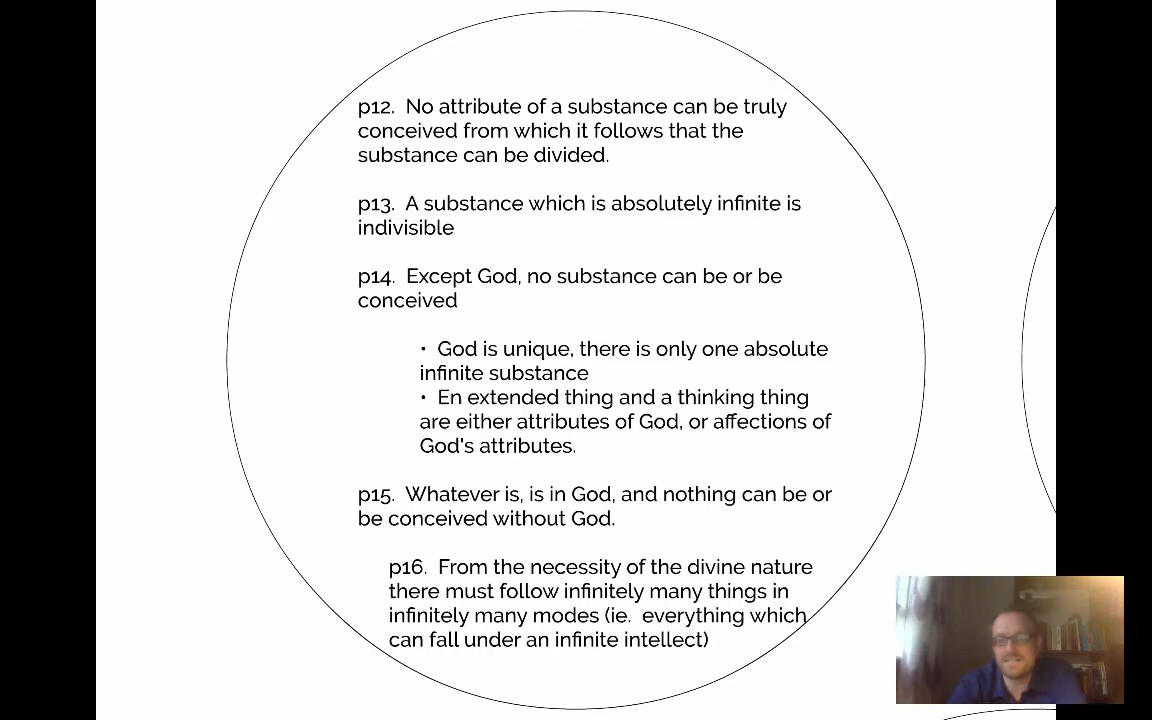 p12. No attribute of a substance can be truly
conceived from which it follows that the
substance can be divided.
p13. A substance which is absolutely infinite is
indivisible
p14. Except God, no substance can be or be
conceived
• God is unique, there is only one absolute
infinite substance
• En extended thing and a thinking thing
are either attributes of God, or affections of
God's attributes.
p15. Whatever is, is in God, and nothing can be or
be conceived without God.
p16. From the necessity of the divine nature
there must follow infinitely many things in
infinitely many modes (ie. everything which
can fall under an infinite intellect)